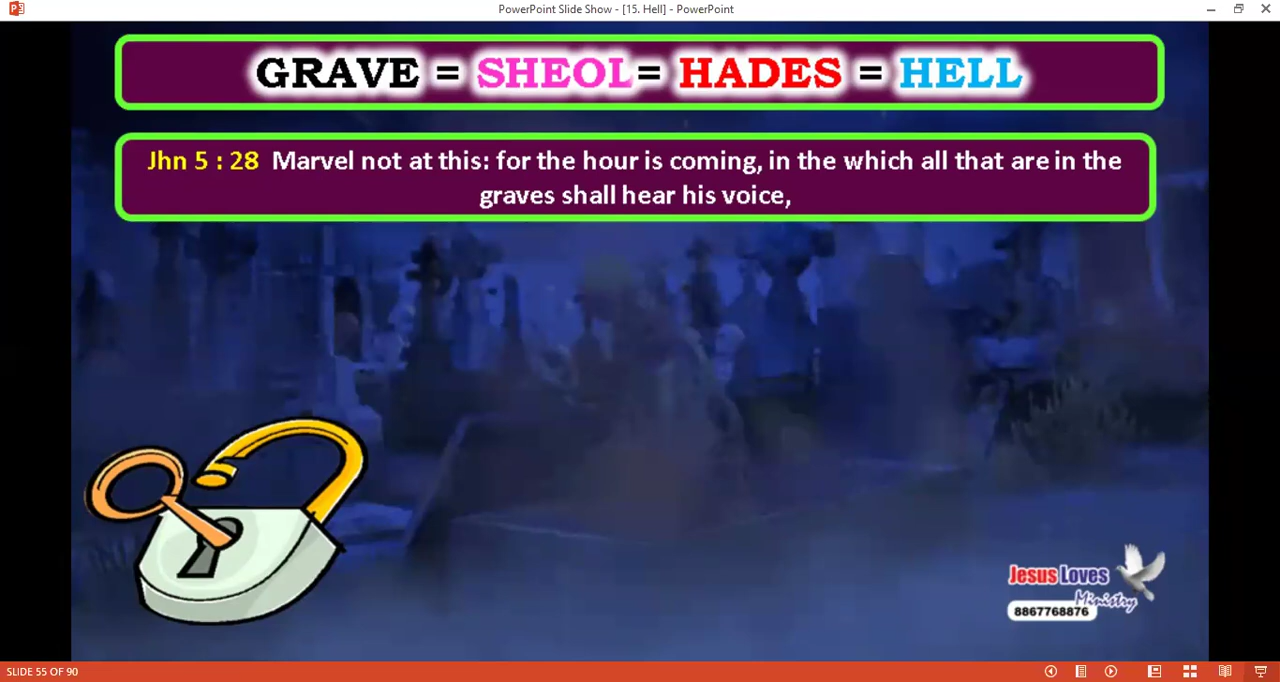 PowerPoint Slide Show - [15. Hell] - PowerPoint
GRAVE = SHEOL= HADES = HELL
Jhn 5 : 28 Marvel not at this: for the hour is coming, in the which all that are in the
graves shall hear his voice,
Jesus Loves
Ministry
8867768876
SLIDE 55 OF 90